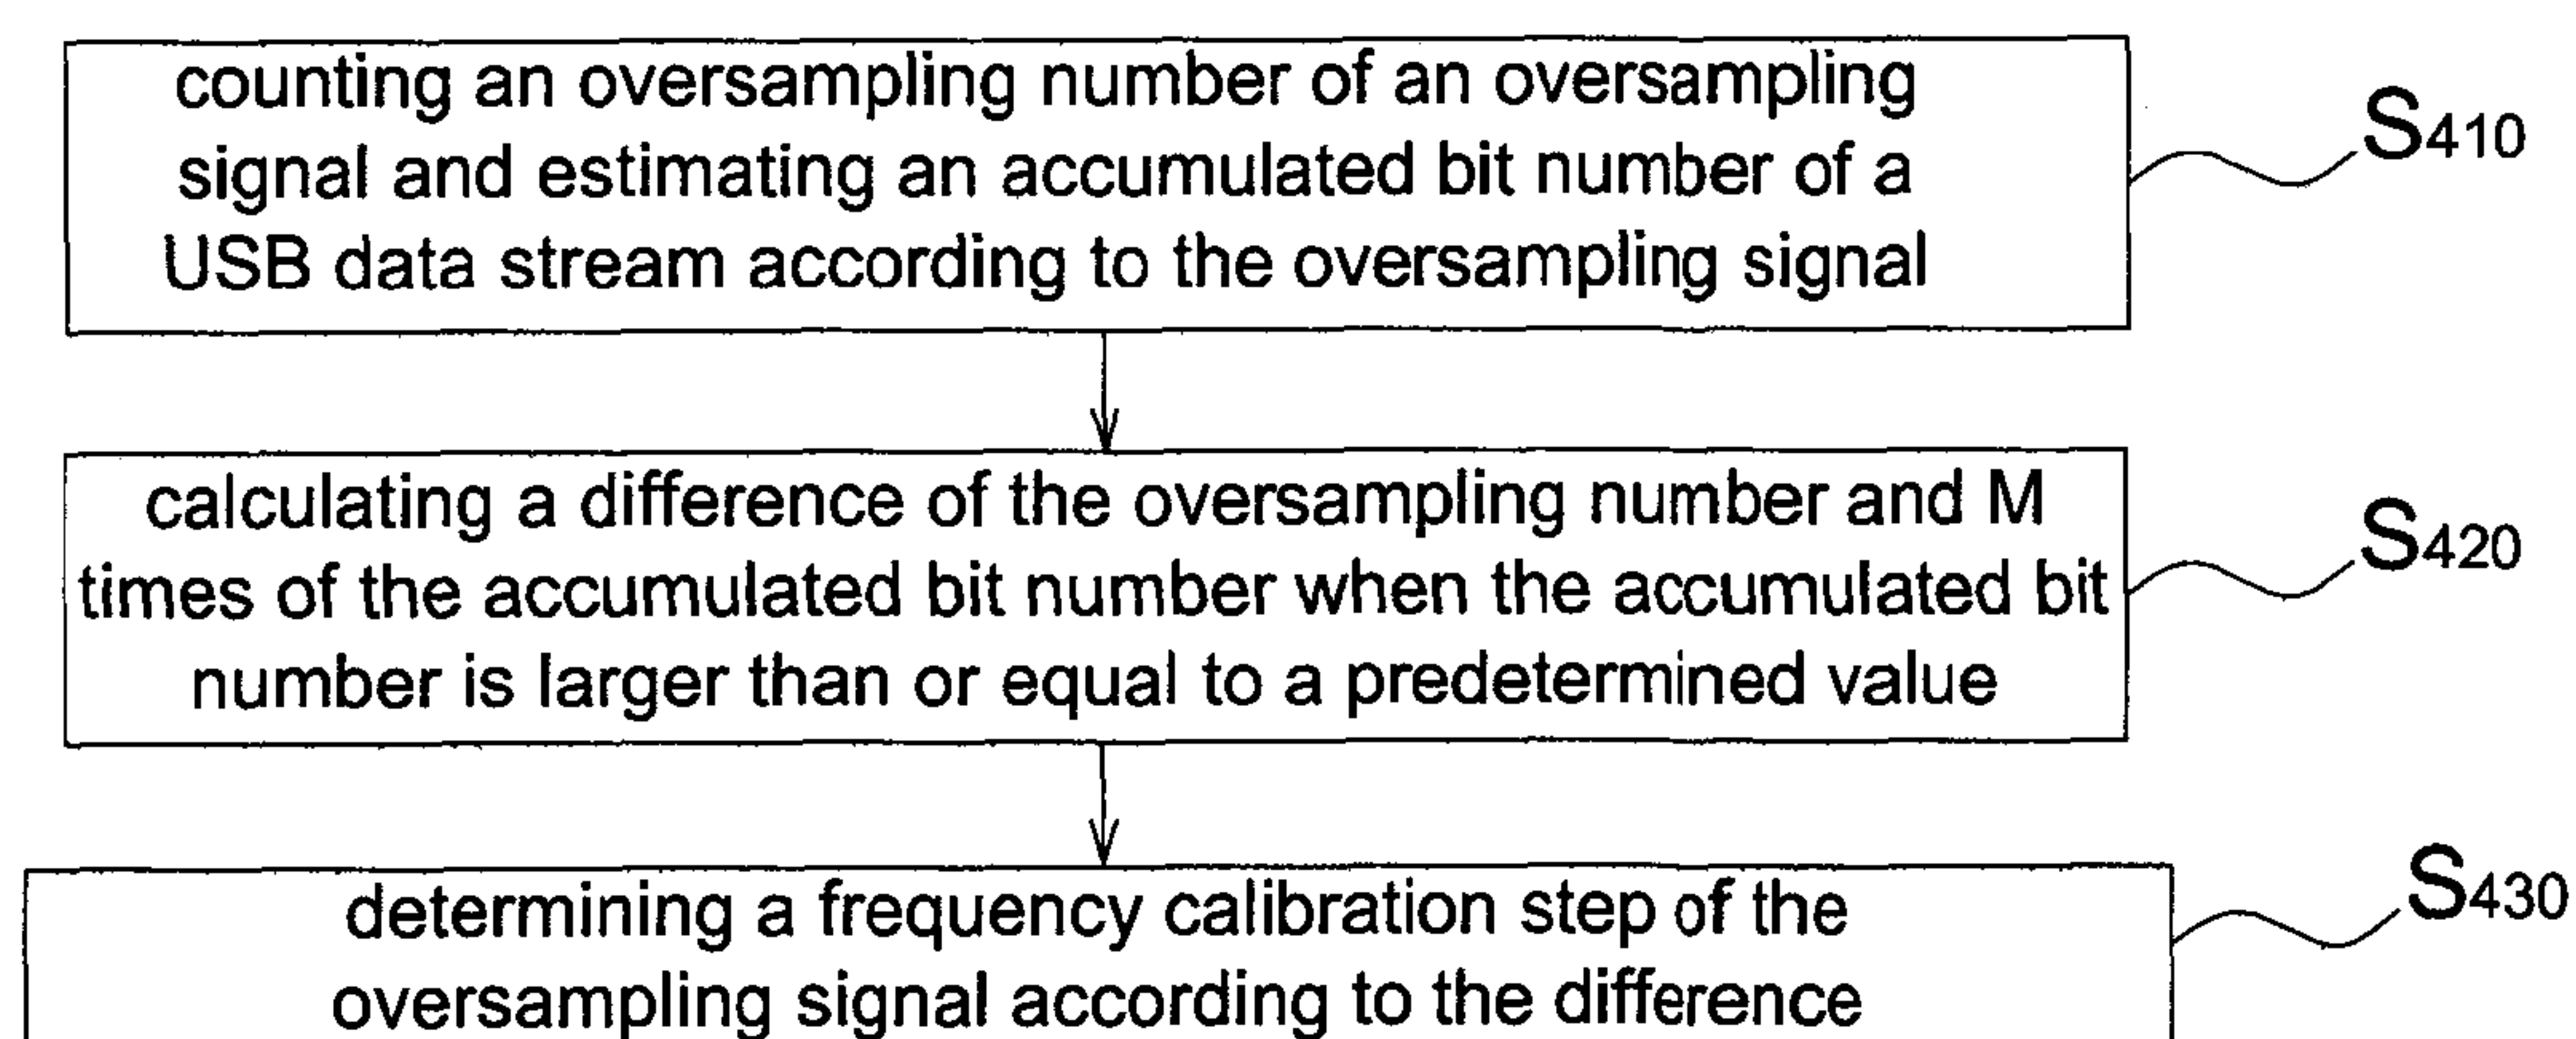 counting an oversampling number of an oversampling
signal and estimating an accumulated bit number of a
USB data stream according to the oversampling signal
S410
calculating a difference of the oversampling number and M
times of the accumulated bit number when the accumulated bit
number is larger than or equal to a predetermined value
S420
determining a frequency calibration step of the
oversampling signal according to the difference
S430